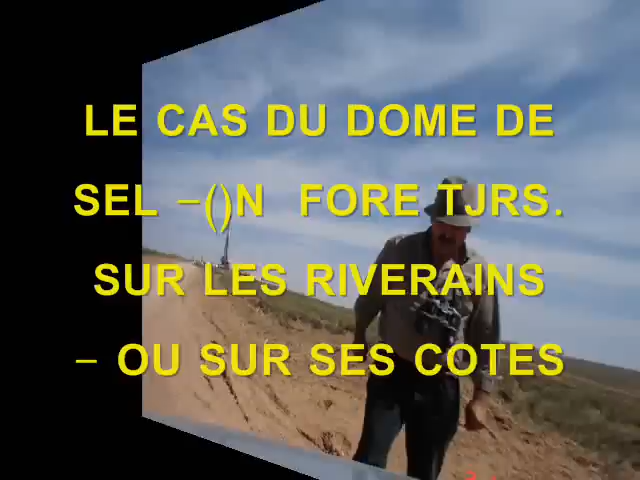 LE CAS DU DOME DE
SEL -()N FORE TJRS.
SUR LES RIVERAINS
- OU SUR SES COTES